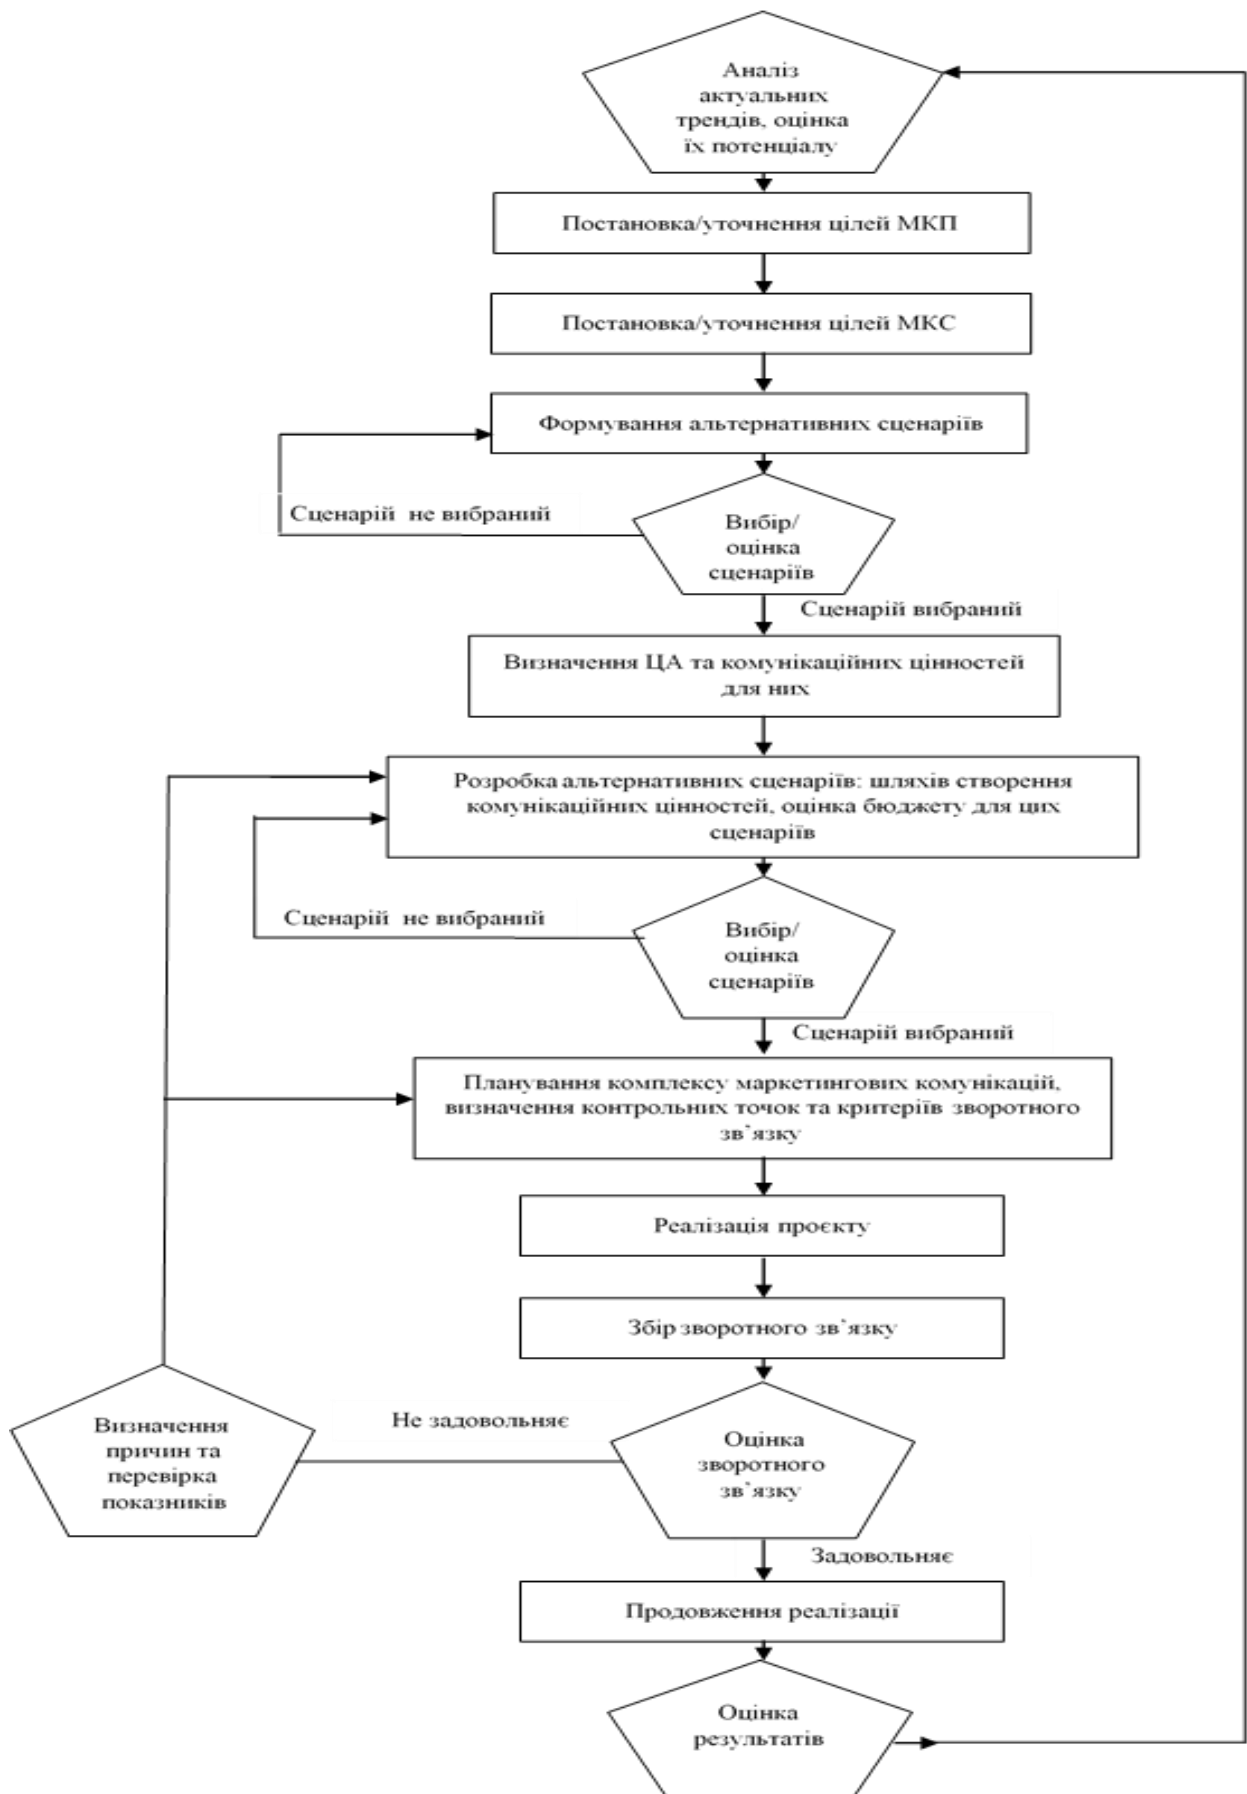 Аналіз
актуальних
трендів, оцінка
їх потенціалу
Постановка/уточнення цілей МКП
Постановка/уточнення цілей МКС
Формування альтернативних сценаріїв
Сценарій не вибраний
Вибір/
оцінка
сценаріїв
Сценарій вибраний
Визначення ЦА та комунікаційних цінностей
для них
Розробка альтернативних сценаріїв: шляхів створення
комунікаційних цінностей, оцінка бюджету для цих
сценаріїв
Сценарій не вибраний
Вибір/
оцінка
сценаріїв
Сценарій вибраний
Планування комплексу маркетингових комунікацій,
визначення контрольних точок та критеріїв зворотного
зв`язку
Реалізація проєкту
Збір зворотного зв`язку
Визначення
причин та
перевірка
показників
Не задовольняє
Оцінка
зворотного
зв`язку
Задовольняє
Продовження реалізації
Оцінка
результатів